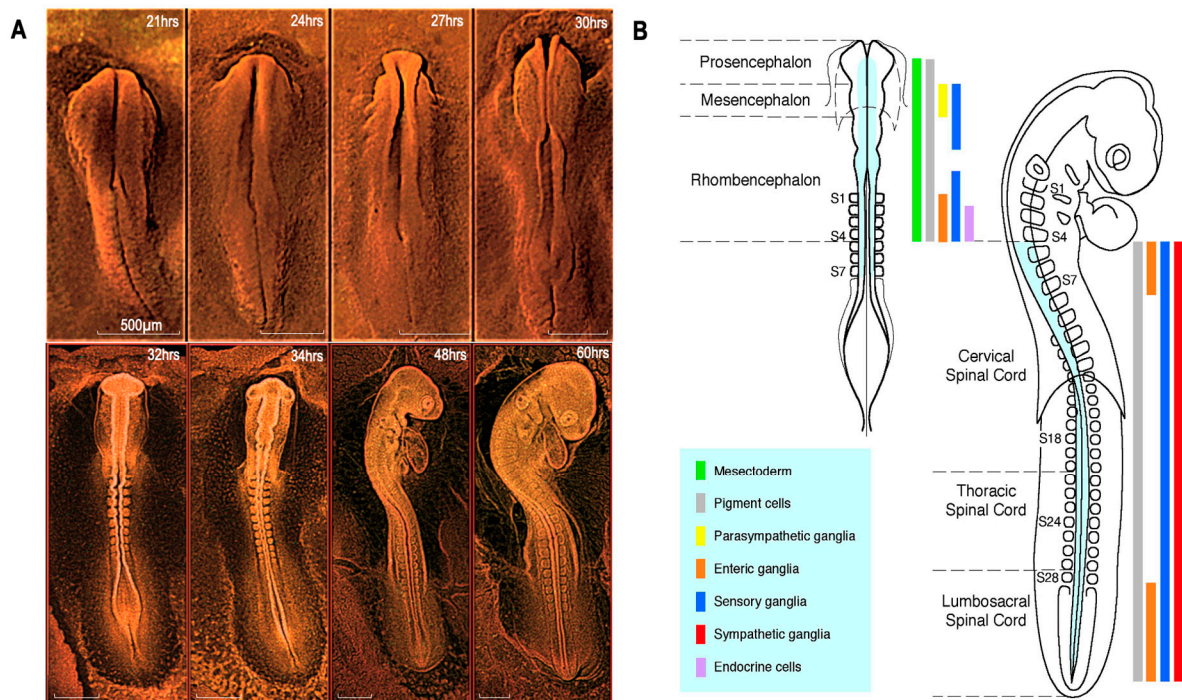 A
21hrs
24hrs
27hrs
30hrs
500μm
32hrs
34hrs
48hrs
60hrs
B
Prosencephalon
Mesencephalon
Rhombencephalon
S1
S4
S7
S1
S4
S7
Cervical
Spinal Cord
S18
Thoracic
Spinal Cord
S24
S28
Lumbosacral
Spinal Cord
Mesectoderm
Pigment cells
Parasympathetic ganglia
Enteric ganglia
Sensory ganglia
Sympathetic ganglia
Endocrine cells